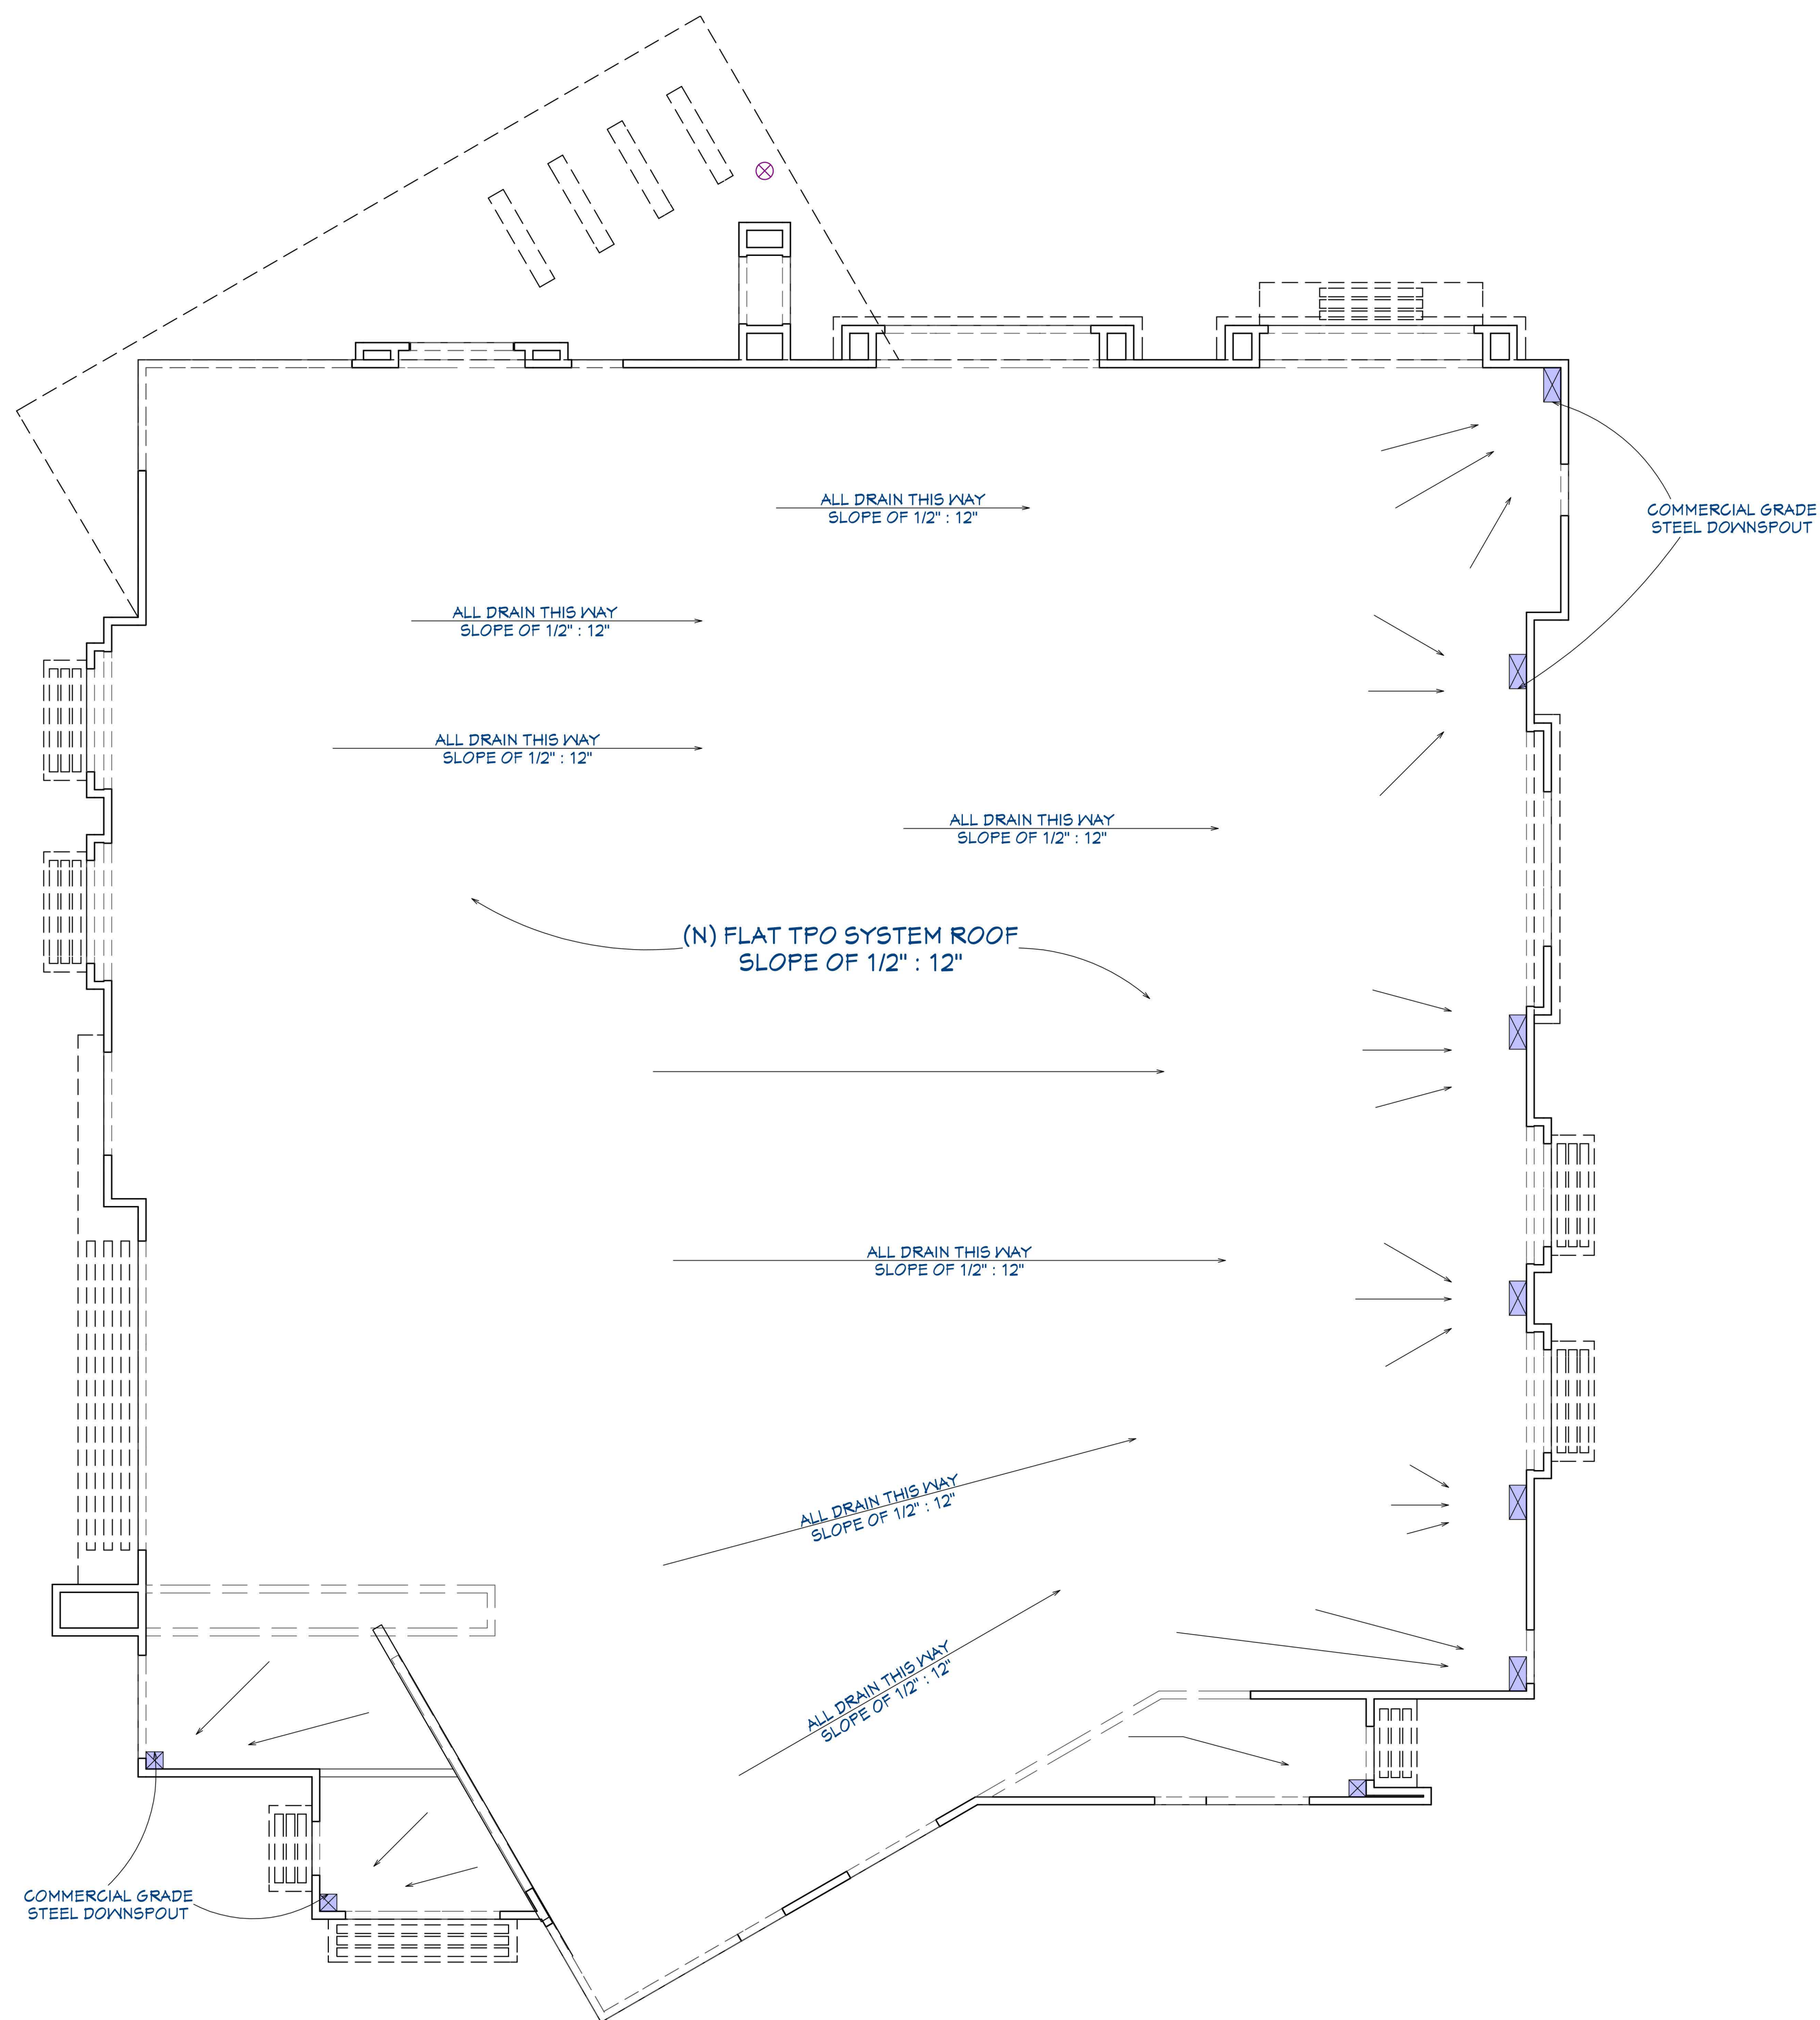 ALL DRAIN THIS WAY
SLOPE OF 1/2" : 12"
COMMERCIAL GRADE
STEEL DOWNSPOUT
ALL DRAIN THIS WAY
SLOPE OF 1/2" : 12"
ALL DRAIN THIS WAY
SLOPE OF 1/2" : 12"
ALL DRAIN THIS WAY
SLOPE OF 1/2" : 12"
(N) FLAT TPO SYSTEM ROOF
SLOPE OF 1/2" : 12"
ALL DRAIN THIS WAY
SLOPE OF 1/2" : 12"
ALL DRAIN THIS WAY
SLOPE OF 1/2" : 12"
ALL DRAIN THIS WAY
SLOPE OF 1/2" : 12"
COMMERCIAL GRADE
STEEL DOWNSPOUT